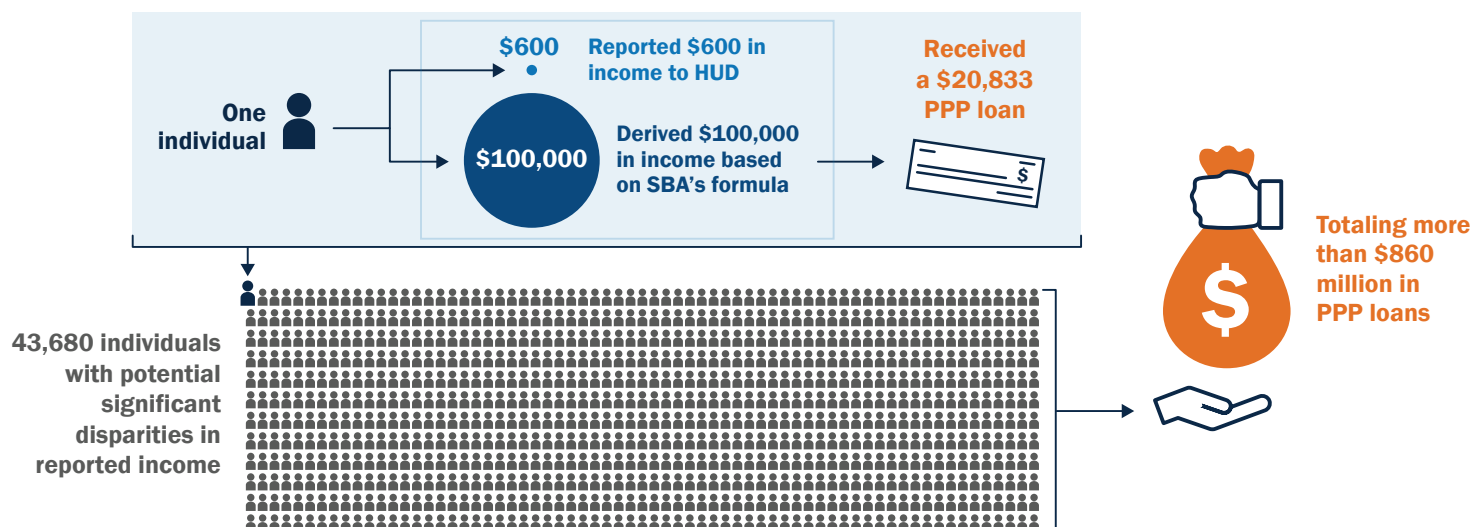 One
individual
$600
Reported $600 in
income to HUD
$100,000
Derived $100,000
in income based
on SBA's formula
Received
a $20,833
PPP loan
$
43,680 individuals
with potential
significant
disparities in
reported income
$
Totaling more
than $860
million in
PPP loans